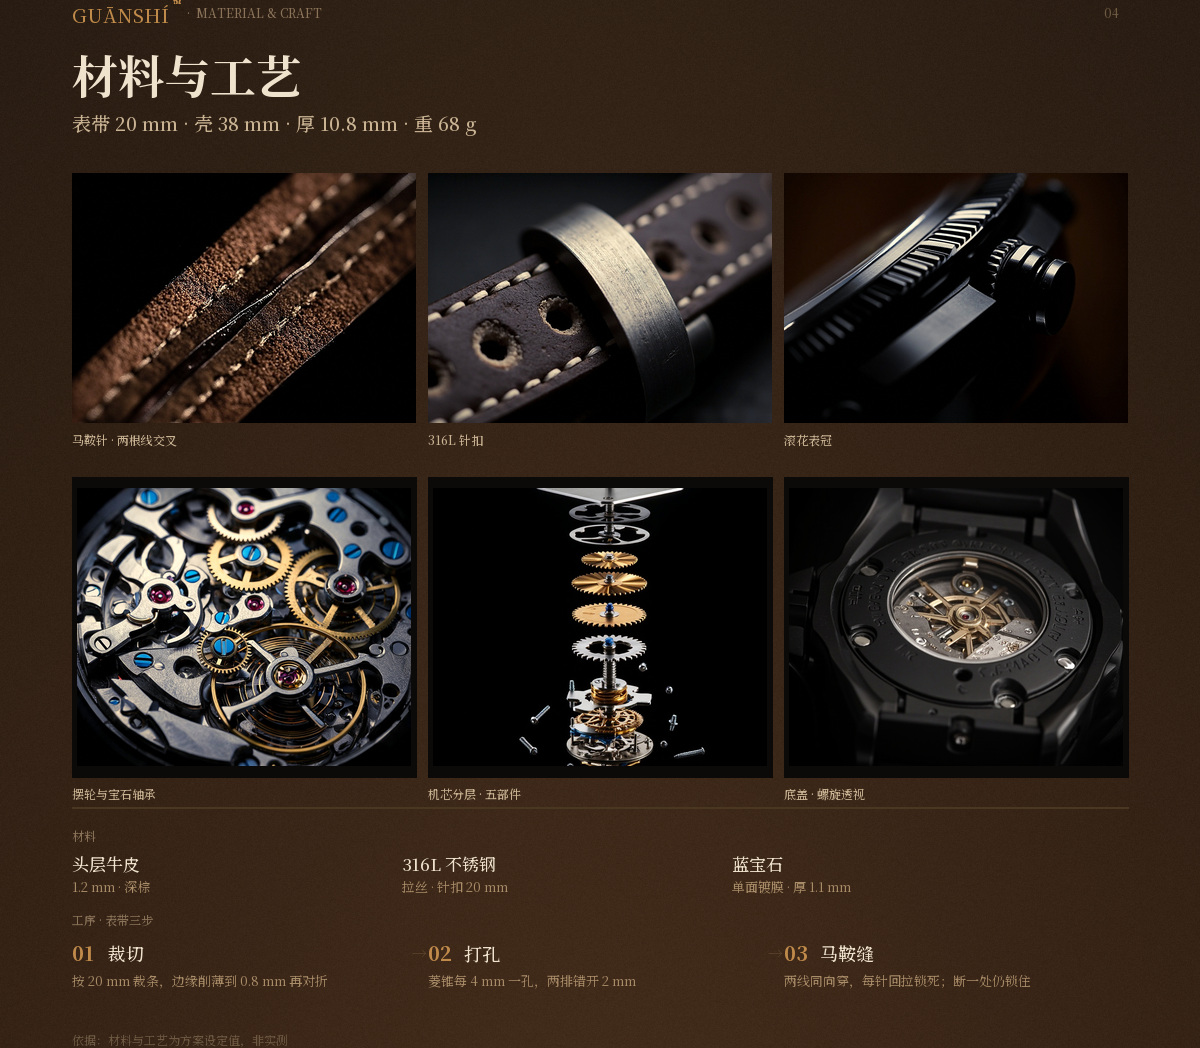 GUĀNSHÍ™ · MATERIAL & CRAFT 04
材料与工艺
表带 20 mm · 壳 38 mm · 厚 10.8 mm · 重 68 g
马鞍针 · 两根线交叉
316L 针扣
滚花表冠
摆轮与宝石轴承
机芯分层 · 五部件
底盖 · 螺旋透视
材料
头层牛皮
1.2 mm · 深棕
316L 不锈钢
拉丝 · 针扣 20 mm
蓝宝石
单面镀膜 · 厚 1.1 mm
工序 · 表带三步
01 裁切
按 20 mm 裁条，边缘削薄到 0.8 mm 再对折
→ 02 打孔
菱锥每 4 mm 一孔，两排错开 2 mm
→ 03 马鞍缝
两线同向穿，每针回拉锁死；断一处仍锁住
依据：材料与工艺为方案设定值，非实测